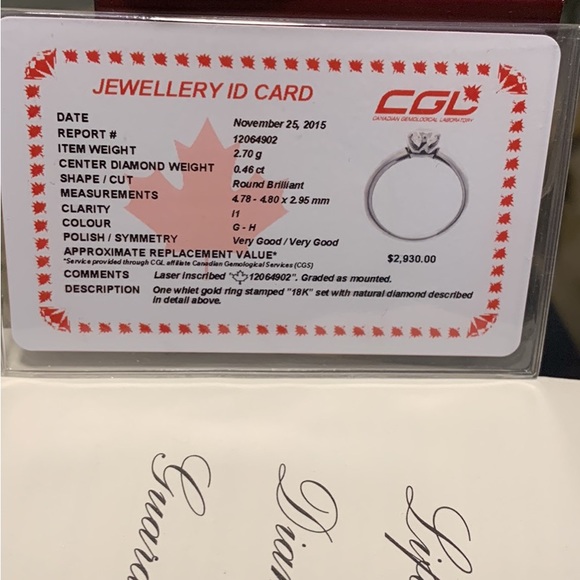 JEWELLERY ID CARD
CGL
CANADIAN GEMOLOGICAL LABORATORY
DATE November 25, 2015
REPORT # 12064902
ITEM WEIGHT 2.70 g
CENTER DIAMOND WEIGHT 0.46 ct
SHAPE / CUT Round Brilliant
MEASUREMENTS 4.78 - 4.80 x 2.95 mm
CLARITY I1
COLOUR G - H
POLISH / SYMMETRY Very Good / Very Good
APPROXIMATE REPLACEMENT VALUE* $2,930.00
*Service provided through CGL affiliate Canadian Gemological Services (CGS)
COMMENTS Laser inscribed "12064902". Graded as mounted.
DESCRIPTION One whiet gold ring stamped "18K" set with natural diamond described
in detail above.
Lif
Dia
Guara